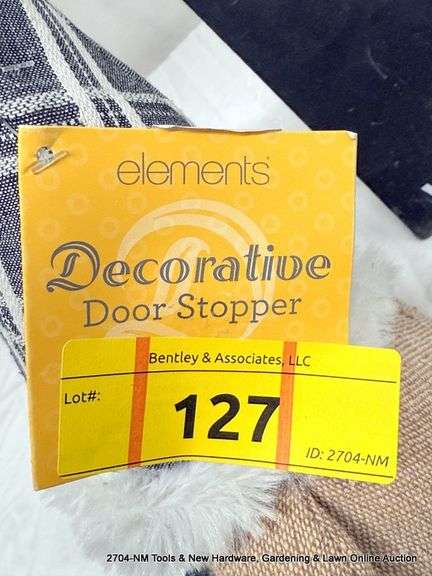 elements
Decorative
Door Stopper
Bentley & Associates, LLC
Lot#:
127
ID: 2704-NM
2704-NM Tools & New Hardware, Gardening & Lawn Online Auction